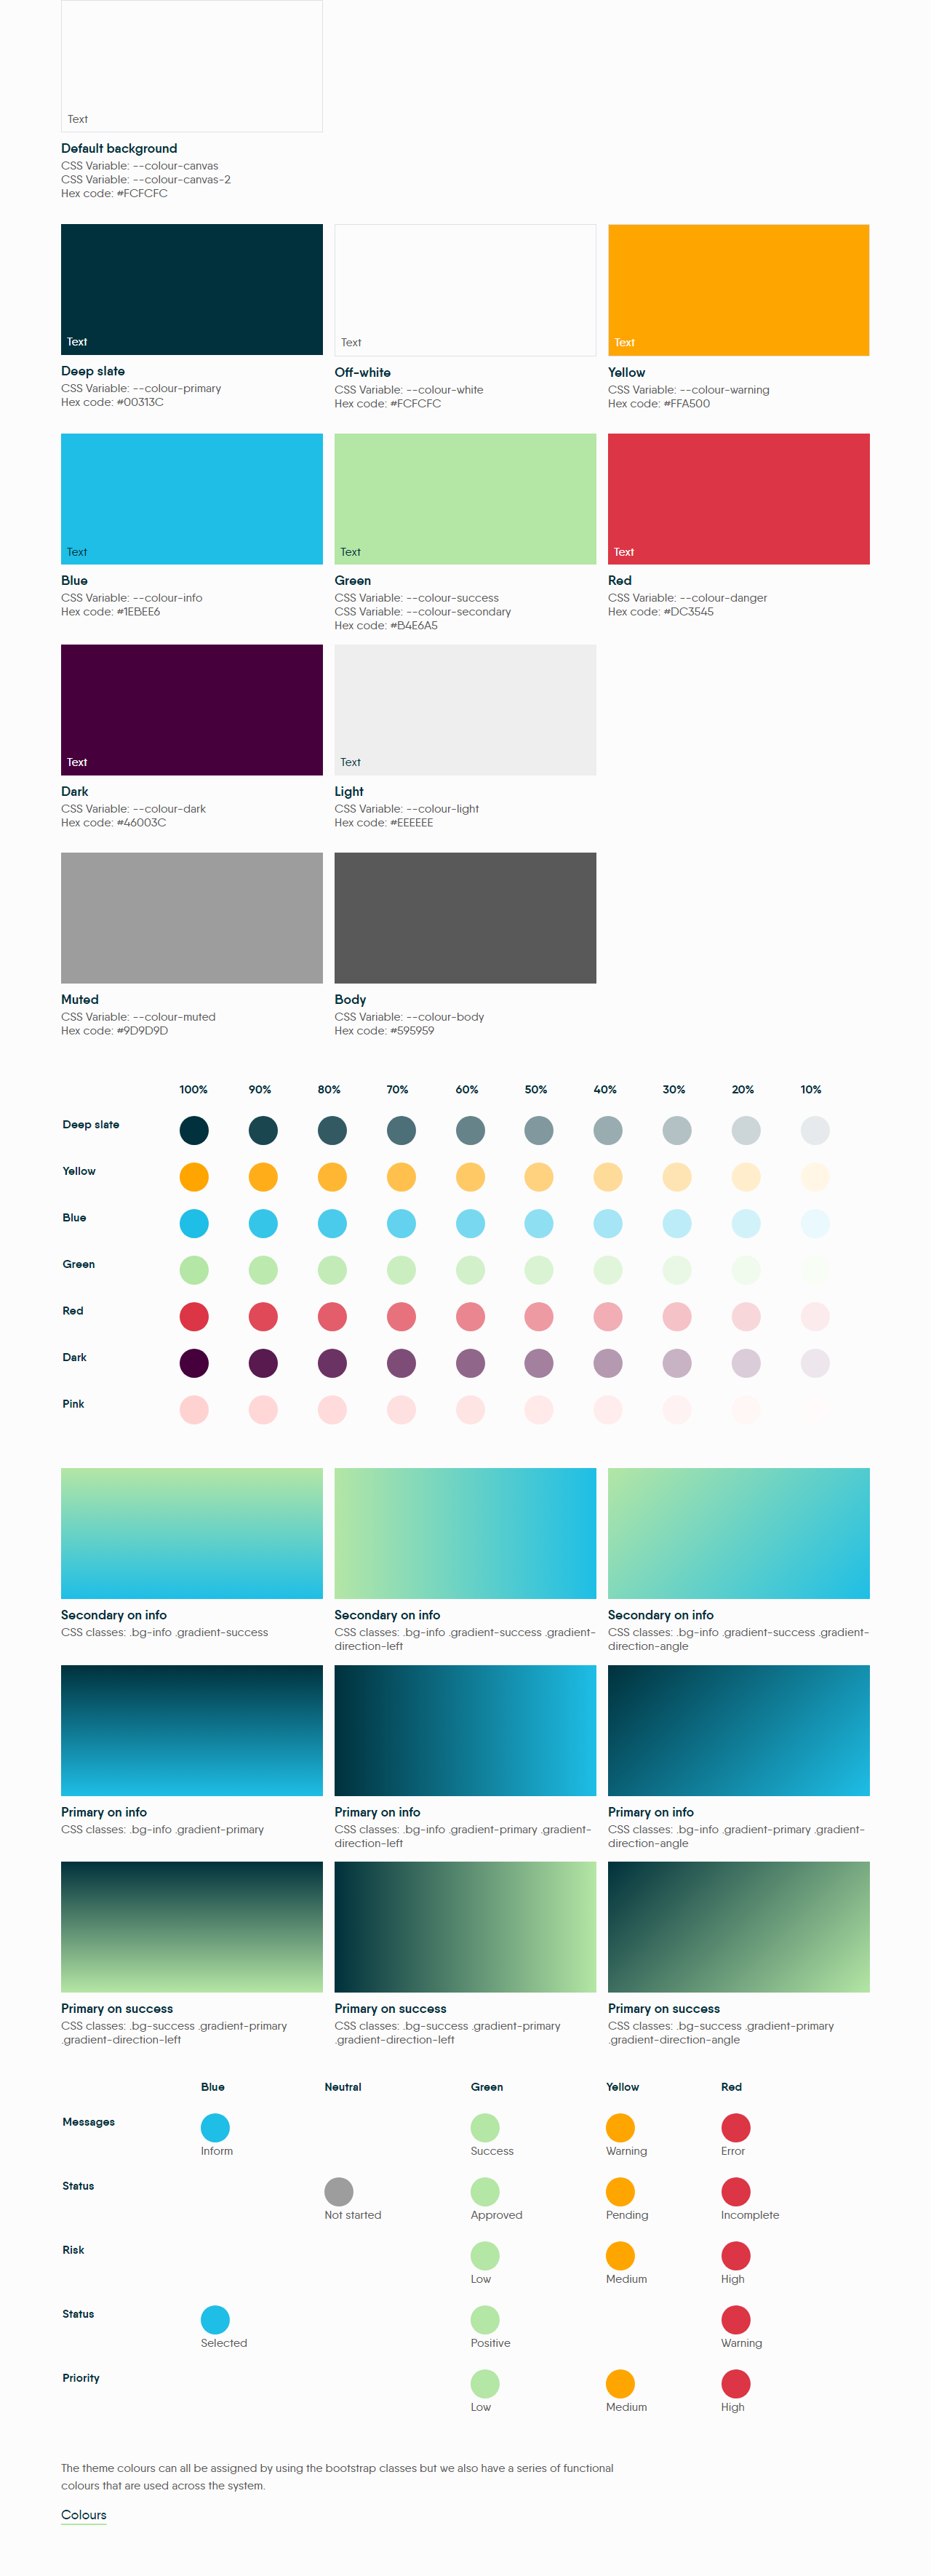 Text
Default background
CSS Variable: --colour-canvas
CSS Variable: --colour-canvas-2
Hex code: #FCFCFC
Text
Deep slate
CSS Variable: --colour-primary
Hex code: #00313C
Text
Off-white
CSS Variable: --colour-white
Hex code: #FCFCFC
Text
Yellow
CSS Variable: --colour-warning
Hex code: #FFA500
Text
Blue
CSS Variable: --colour-info
Hex code: #1EBEE6
Text
Green
CSS Variable: --colour-success
CSS Variable: --colour-secondary
Hex code: #B4E6A5
Text
Red
CSS Variable: --colour-danger
Hex code: #DC3545
Text
Dark
CSS Variable: --colour-dark
Hex code: #46003C
Text
Light
CSS Variable: --colour-light
Hex code: #EEEEEE
Muted
CSS Variable: --colour-muted
Hex code: #9D9D9D
Body
CSS Variable: --colour-body
Hex code: #595959
100% 90% 80% 70% 60% 50% 40% 30% 20% 10%
Deep slate
Yellow
Blue
Green
Red
Dark
Pink
Secondary on info
CSS classes: .bg-info .gradient-success
Secondary on info
CSS classes: .bg-info .gradient-success .gradient-
direction-left
Secondary on info
CSS classes: .bg-info .gradient-success .gradient-
direction-angle
Primary on info
CSS classes: .bg-info .gradient-primary
Primary on info
CSS classes: .bg-info .gradient-primary .gradient-
direction-left
Primary on info
CSS classes: .bg-info .gradient-primary .gradient-
direction-angle
Primary on success
CSS classes: .bg-success .gradient-primary
.gradient-direction-left
Primary on success
CSS classes: .bg-success .gradient-primary
.gradient-direction-left
Primary on success
CSS classes: .bg-success .gradient-primary
.gradient-direction-angle
Blue Neutral Green Yellow Red
Messages
Inform Success Warning Error
Status
Not started Approved Pending Incomplete
Risk
Low Medium High
Status
Selected Positive Warning
Priority
Low Medium High
The theme colours can all be assigned by using the bootstrap classes but we also have a series of functional
colours that are used across the system.
Colours